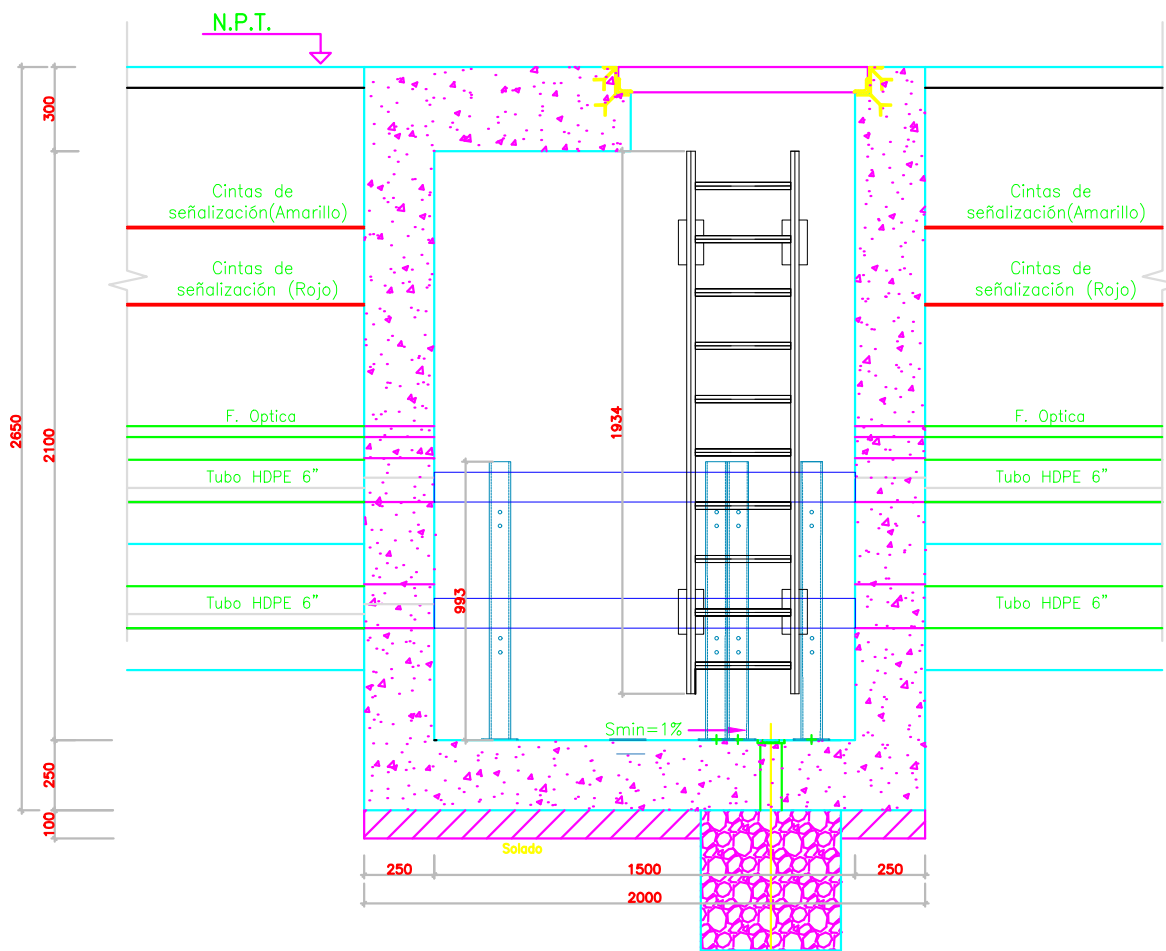 N.P.T.
300
Cintas de
señalización(Amarillo)
Cintas de
señalización(Amarillo)
Cintas de
señalización (Rojo)
Cintas de
señalización (Rojo)
F. Optica
F. Optica
2650
2100
1934
Tubo HDPE 6"
Tubo HDPE 6"
993
Tubo HDPE 6"
Tubo HDPE 6"
Smin=1%
250
100
Solado
250
1500
250
2000